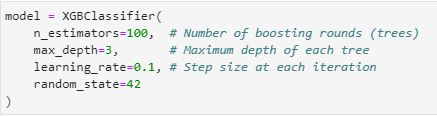 model = XGBClassifier(
    n_estimators=100,  # Number of boosting rounds (trees)
    max_depth=3,       # Maximum depth of each tree
    learning_rate=0.1, # Step size at each iteration
    random_state=42
)